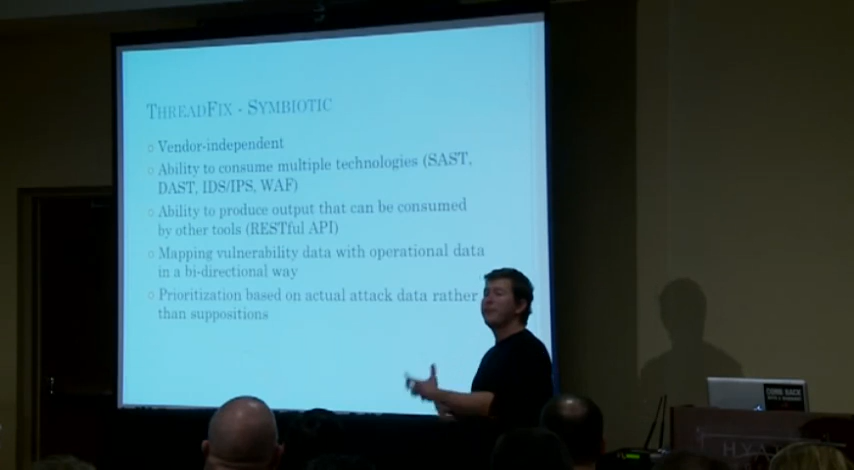 THREADFIX - SYMBIOTIC
Vendor-independent
Ability to consume multiple technologies (SAST,
DAST, IDS/IPS, WAF)
Ability to produce output that can be consumed
by other tools (RESTful API)
Mapping vulnerability data with operational data
in a bi-directional way
Prioritization based on actual attack data rather
than suppositions
HYA